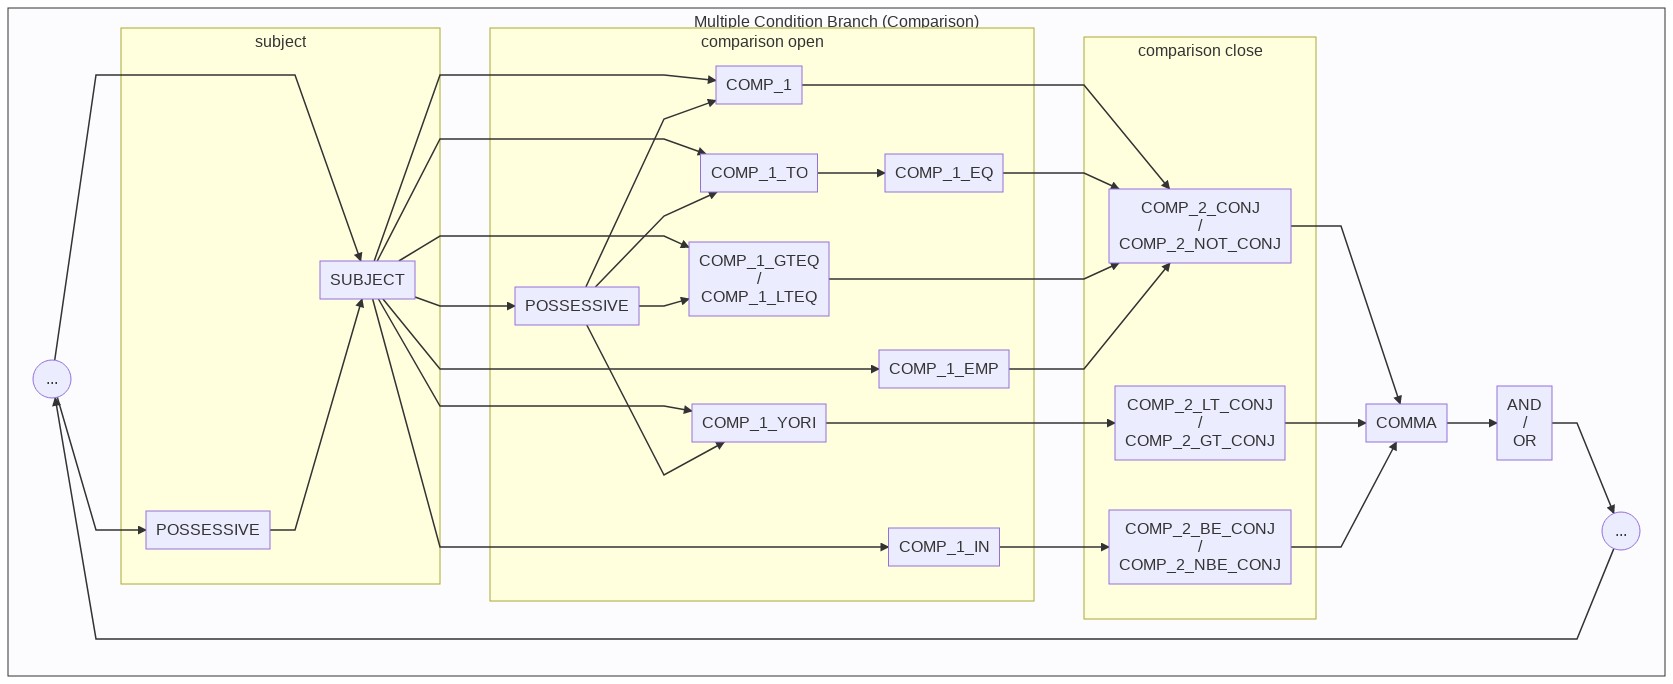 Multiple Condition Branch (Comparison)
subject
comparison open
comparison close
...
POSSESSIVE
SUBJECT
POSSESSIVE
COMP_1
COMP_1_TO
COMP_1_EQ
COMP_1_GTEQ
/
COMP_1_LTEQ
COMP_1_EMP
COMP_1_YORI
COMP_1_IN
COMP_2_CONJ
/
COMP_2_NOT_CONJ
COMP_2_LT_CONJ
/
COMP_2_GT_CONJ
COMP_2_BE_CONJ
/
COMP_2_NBE_CONJ
COMMA
AND
/
OR
...